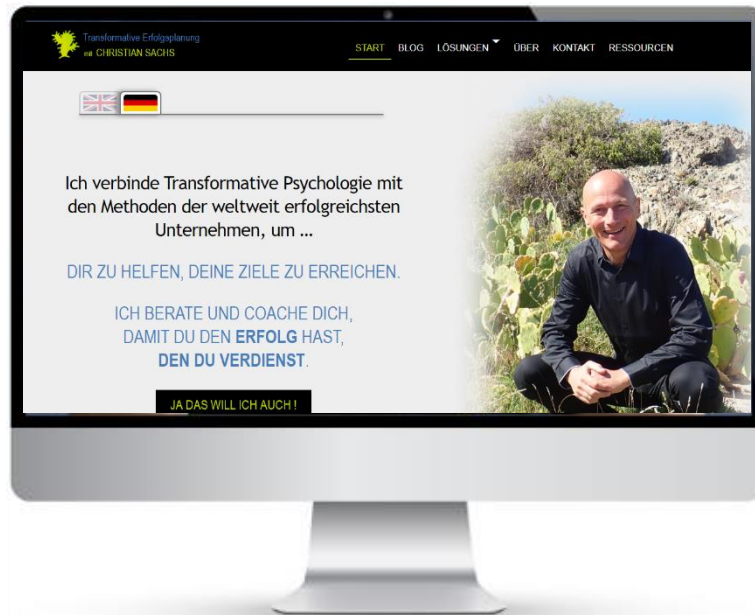 Transformative Erfolgsplanung
mit CHRISTIAN SACHS
START BLOG LÖSUNGEN ÜBER KONTAKT RESSOURCEN
Ich verbinde Transformative Psychologie mit
den Methoden der weltweit erfolgreichsten
Unternehmen, um ...
DIR ZU HELFEN, DEINE ZIELE ZU ERREICHEN.
ICH BERATE UND COACHE DICH,
DAMIT DU DEN ERFOLG HAST,
DEN DU VERDIENST.
JA DAS WILL ICH AUCH !